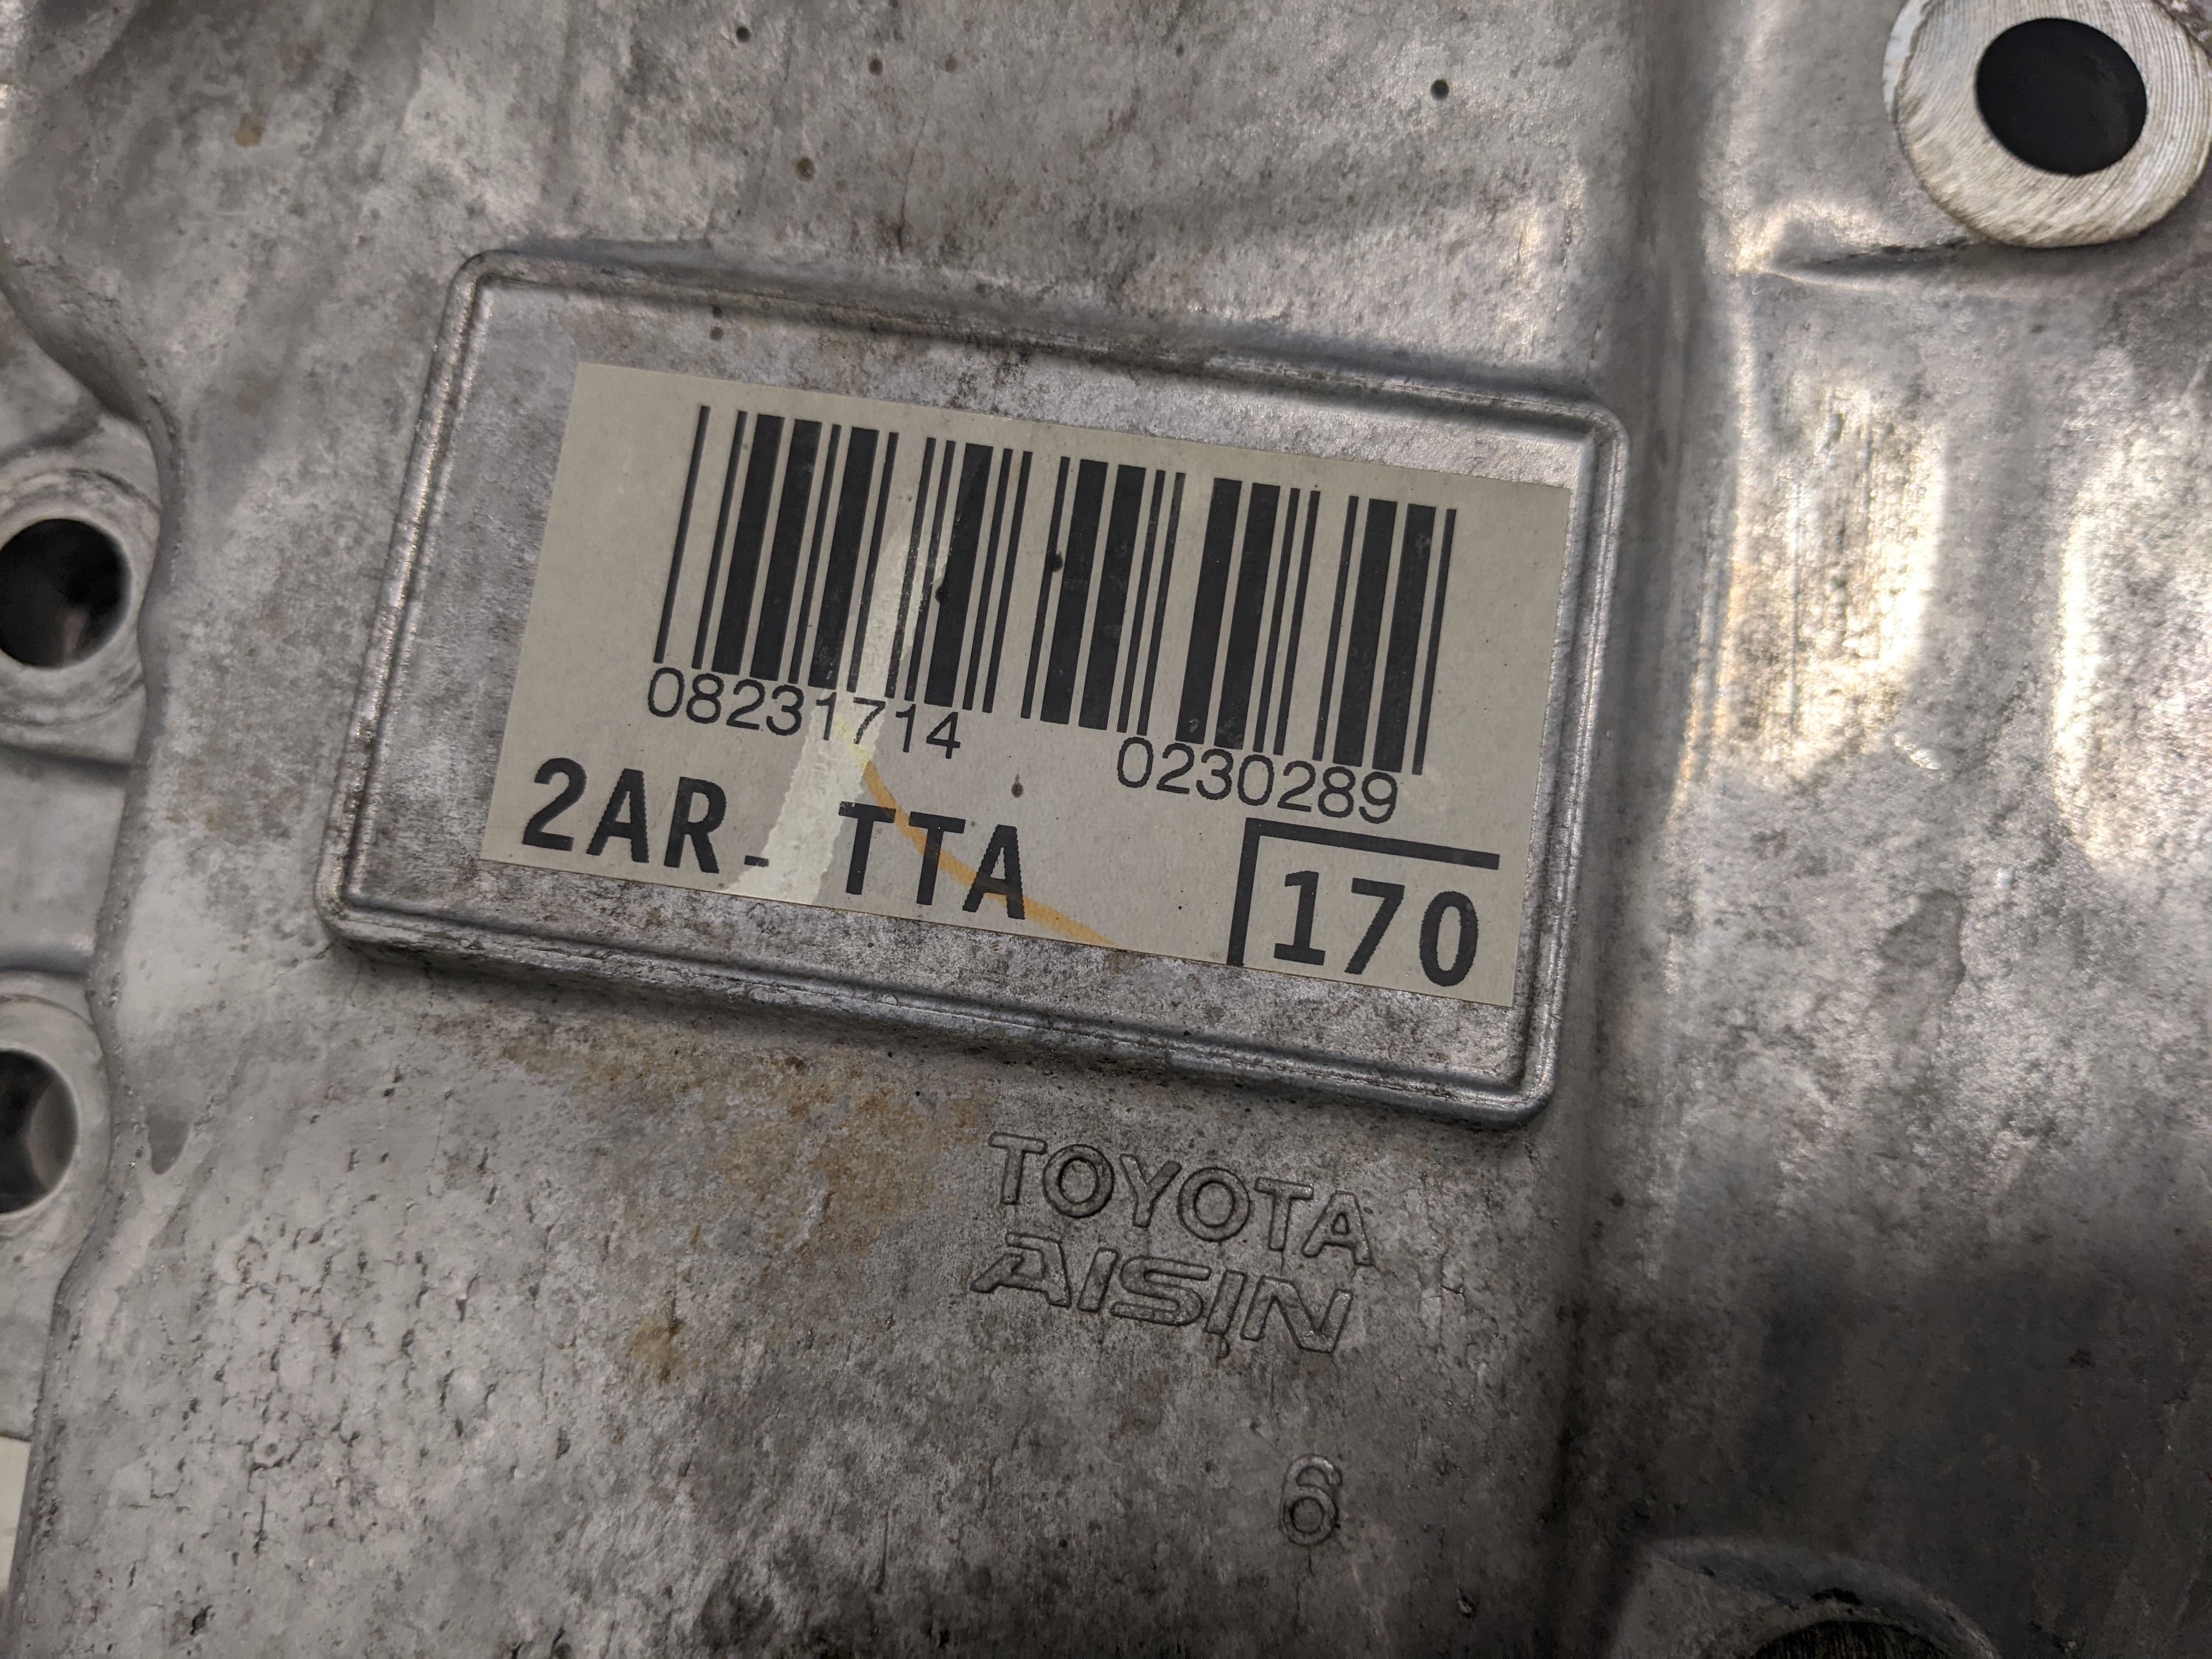 08231714
0230289
2AR- TTA
170
TOYOTA
AISIN
6